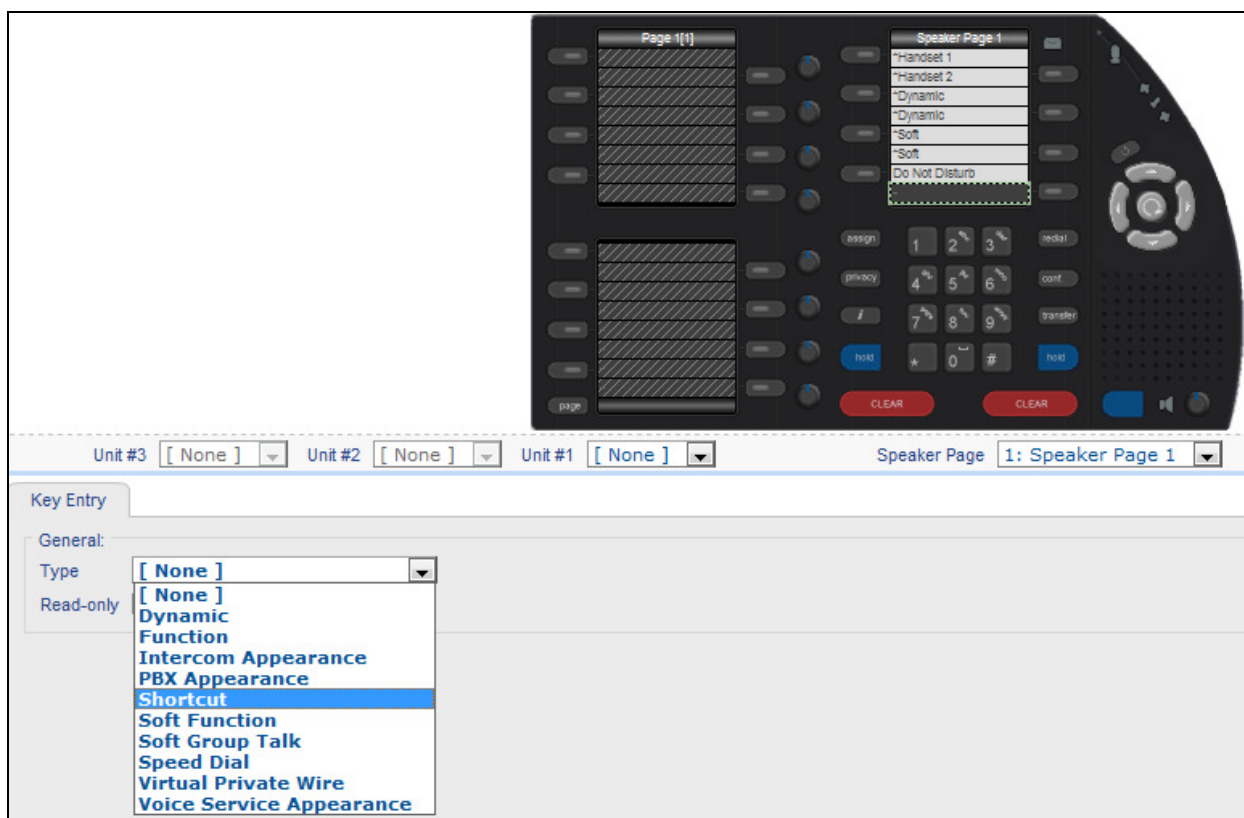 Page 1[1]
Speaker Page 1
*Handset 1
*Handset 2
*Dynamic
*Dynamic
*Soft
*Soft
Do Not Disturb
-
assign 1 2 3 redial
privacy 4 5 6 conf.
i 7 8 9 transfer
hold * 0 # hold
page CLEAR CLEAR
Unit #3 [ None ] Unit #2 [ None ] Unit #1 [ None ] Speaker Page 1: Speaker Page 1
Key Entry
General:
Type [ None ]
Read-only
[ None ]
Dynamic
Function
Intercom Appearance
PBX Appearance
Shortcut
Soft Function
Soft Group Talk
Speed Dial
Virtual Private Wire
Voice Service Appearance